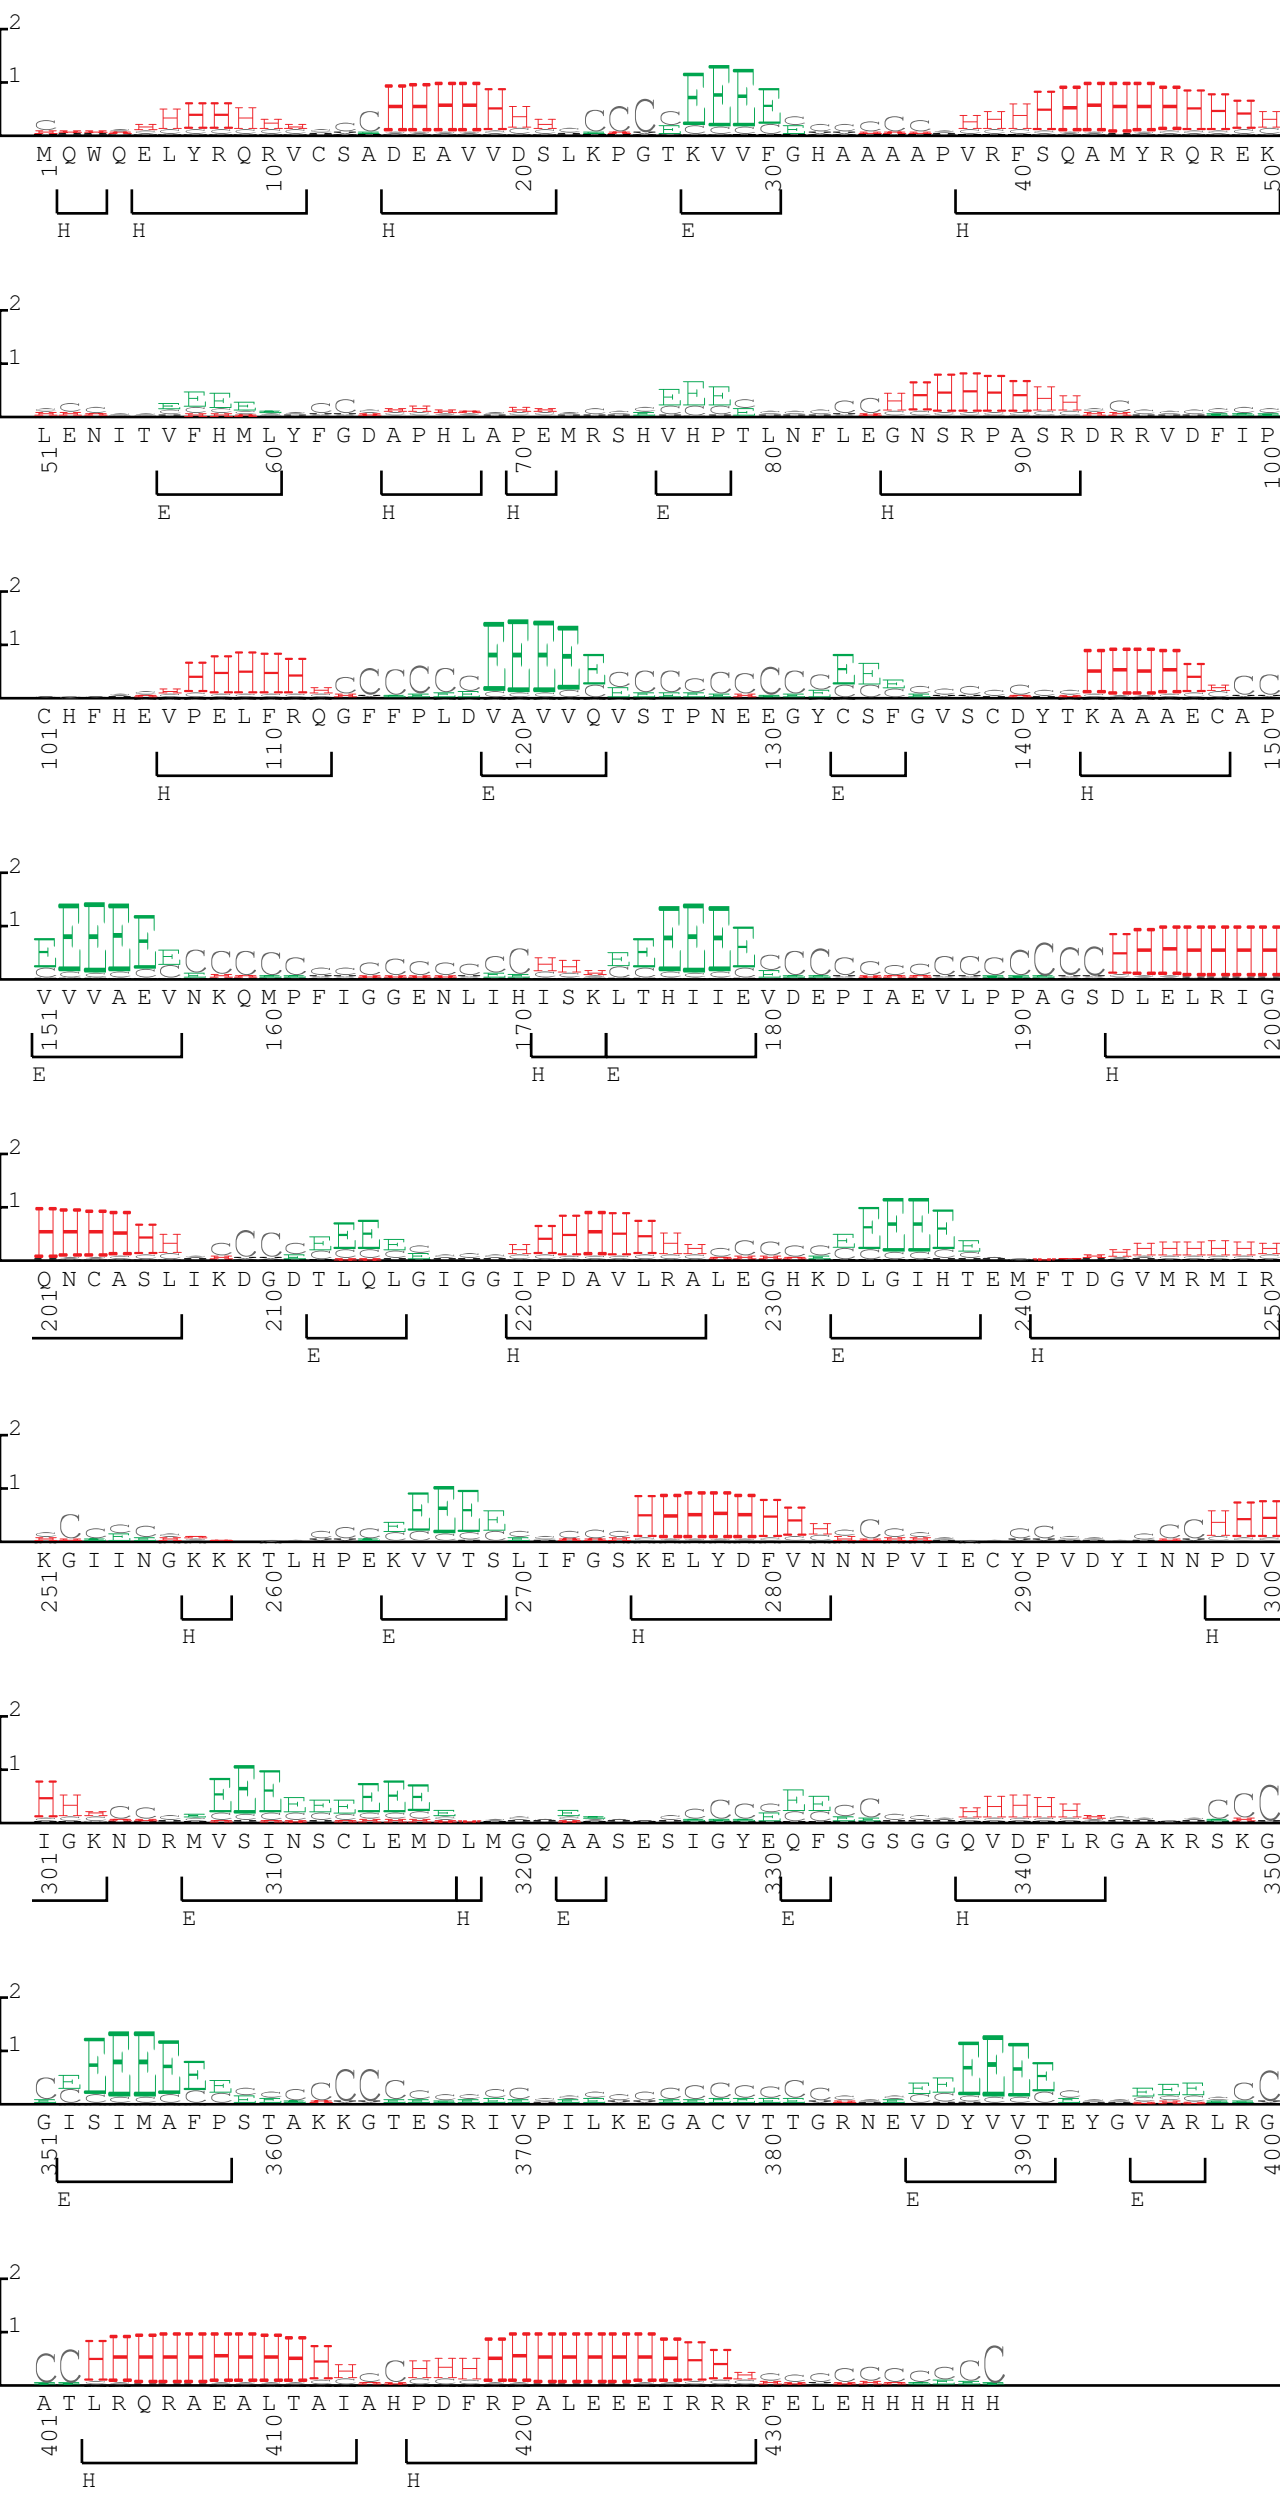 2
1
M Q W Q E L Y R Q R V C S A D E A V V D S L K P G T K V V F G H A A A A P V R F S Q A M Y R Q R E K
1 10 20 30 40 50
H H H E H
2
1
L E N I T V F H M L Y F G D A P H L A P E M R S H V H P T L N F L E G N S R P A S R D R R V D F I P
51 60 70 80 90 100
E H H E H
2
1
C H F H E V P E L F R Q G F F P L D V A V V Q V S T P N E E G Y C S F G V S C D Y T K A A A E C A P
101 110 120 130 140 150
H E E H
2
1
V V V A E V N K Q M P F I G G E N L I H I S K L T H I I E V D E P I A E V L P P A G S D L E L R I G
151 160 170 180 190 200
E H E H
2
1
Q N C A S L I K D G D T L Q L G I G G I P D A V L R A L E G H K D L G I H T E M F T D G V M R M I R
201 210 220 230 240 250
E H E H
2
1
K G I I N G K K K T L H P E K V V T S L I F G S K E L Y D F V N N N P V I E C Y P V D Y I N N P D V
251 260 270 280 290 300
H E H H
2
1
I G K N D R M V S I N S C L E M D L M G Q A A S E S I G Y E Q F S G S G G Q V D F L R G A K R S K G
301 310 320 330 340 350
E H E E H
2
1
G I S I M A F P S T A K K G T E S R I V P I L K E G A C V T T G R N E V D Y V V T E Y G V A R L R G
351 360 370 380 390 400
E E E
2
1
A T L R Q R A E A L T A I A H P D F R P A L E E E I R R R F E L E H H H H H H
401 410 420 430
H H